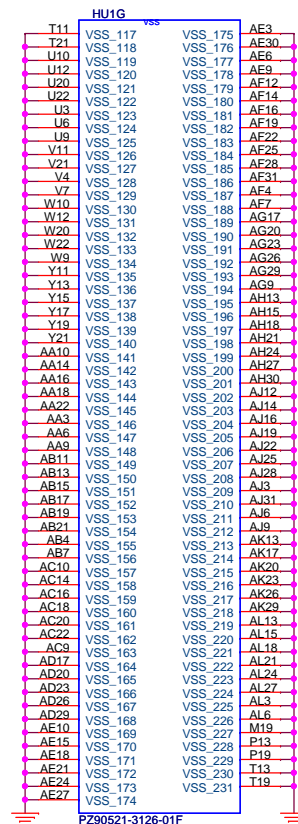 HU1G
VSS
T11 VSS_117 VSS_175 AE3
T21 VSS_118 VSS_176 AE30
U10 VSS_119 VSS_177 AE6
U12 VSS_120 VSS_178 AE9
U20 VSS_121 VSS_179 AF12
U22 VSS_122 VSS_180 AF14
U3 VSS_123 VSS_181 AF16
U6 VSS_124 VSS_182 AF19
U9 VSS_125 VSS_183 AF22
V11 VSS_126 VSS_184 AF25
V21 VSS_127 VSS_185 AF28
V4 VSS_128 VSS_186 AF31
V7 VSS_129 VSS_187 AF4
W10 VSS_130 VSS_188 AF7
W12 VSS_131 VSS_189 AG17
W20 VSS_132 VSS_190 AG20
W22 VSS_133 VSS_191 AG23
W9 VSS_134 VSS_192 AG26
Y11 VSS_135 VSS_193 AG29
Y13 VSS_136 VSS_194 AG9
Y15 VSS_137 VSS_195 AH13
Y17 VSS_138 VSS_196 AH15
Y19 VSS_139 VSS_197 AH18
Y21 VSS_140 VSS_198 AH21
AA10 VSS_141 VSS_199 AH24
AA14 VSS_142 VSS_200 AH27
AA16 VSS_143 VSS_201 AH30
AA18 VSS_144 VSS_202 AJ12
AA22 VSS_145 VSS_203 AJ14
AA3 VSS_146 VSS_204 AJ16
AA6 VSS_147 VSS_205 AJ19
AA9 VSS_148 VSS_206 AJ22
AB11 VSS_149 VSS_207 AJ25
AB13 VSS_150 VSS_208 AJ28
AB15 VSS_151 VSS_209 AJ3
AB17 VSS_152 VSS_210 AJ31
AB19 VSS_153 VSS_211 AJ6
AB21 VSS_154 VSS_212 AJ9
AB4 VSS_155 VSS_213 AK13
AB7 VSS_156 VSS_214 AK17
AC10 VSS_157 VSS_215 AK20
AC14 VSS_158 VSS_216 AK23
AC16 VSS_159 VSS_217 AK26
AC18 VSS_160 VSS_218 AK29
AC20 VSS_161 VSS_219 AL13
AC22 VSS_162 VSS_220 AL15
AC9 VSS_163 VSS_221 AL18
AD17 VSS_164 VSS_222 AL21
AD20 VSS_165 VSS_223 AL24
AD23 VSS_166 VSS_224 AL27
AD26 VSS_167 VSS_225 AL3
AD29 VSS_168 VSS_226 AL6
AE10 VSS_169 VSS_227 M19
AE15 VSS_170 VSS_228 P13
AE18 VSS_171 VSS_229 P19
AE21 VSS_172 VSS_230 T13
AE24 VSS_173 VSS_231 T19
AE27 VSS_174
PZ90521-3126-01F